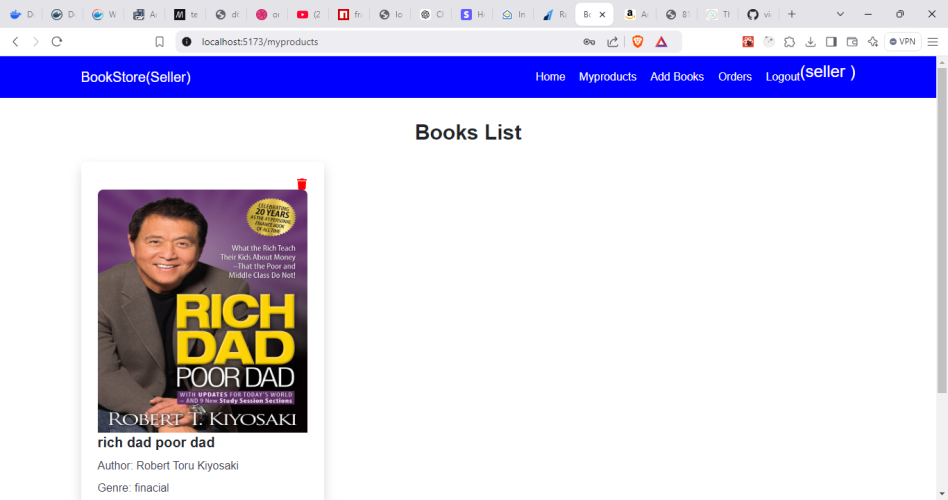 D
D
W
A
te
(2
fr
lo
Cl
H
In
Ra
Bo
A
Tl
vi
VPN
localhost:5173/myproducts
BookStore(Seller)
Home Myproducts Add Books Orders Logout(seller )
Books List
CELEBRATING
20 YEARS
AS THE #1 PERSONAL
FINANCE BOOK
OF ALL TIME
What the Rich Teach
Their Kids About Money
–That the Poor and
Middle Class Do Not!
RICH
DAD
POOR DAD
WITH UPDATES FOR TODAY'S WORLD
— AND 9 New Study Session Sections
ROBERT T. KIYOSAKI
rich dad poor dad
Author: Robert Toru Kiyosaki
Genre: finacial